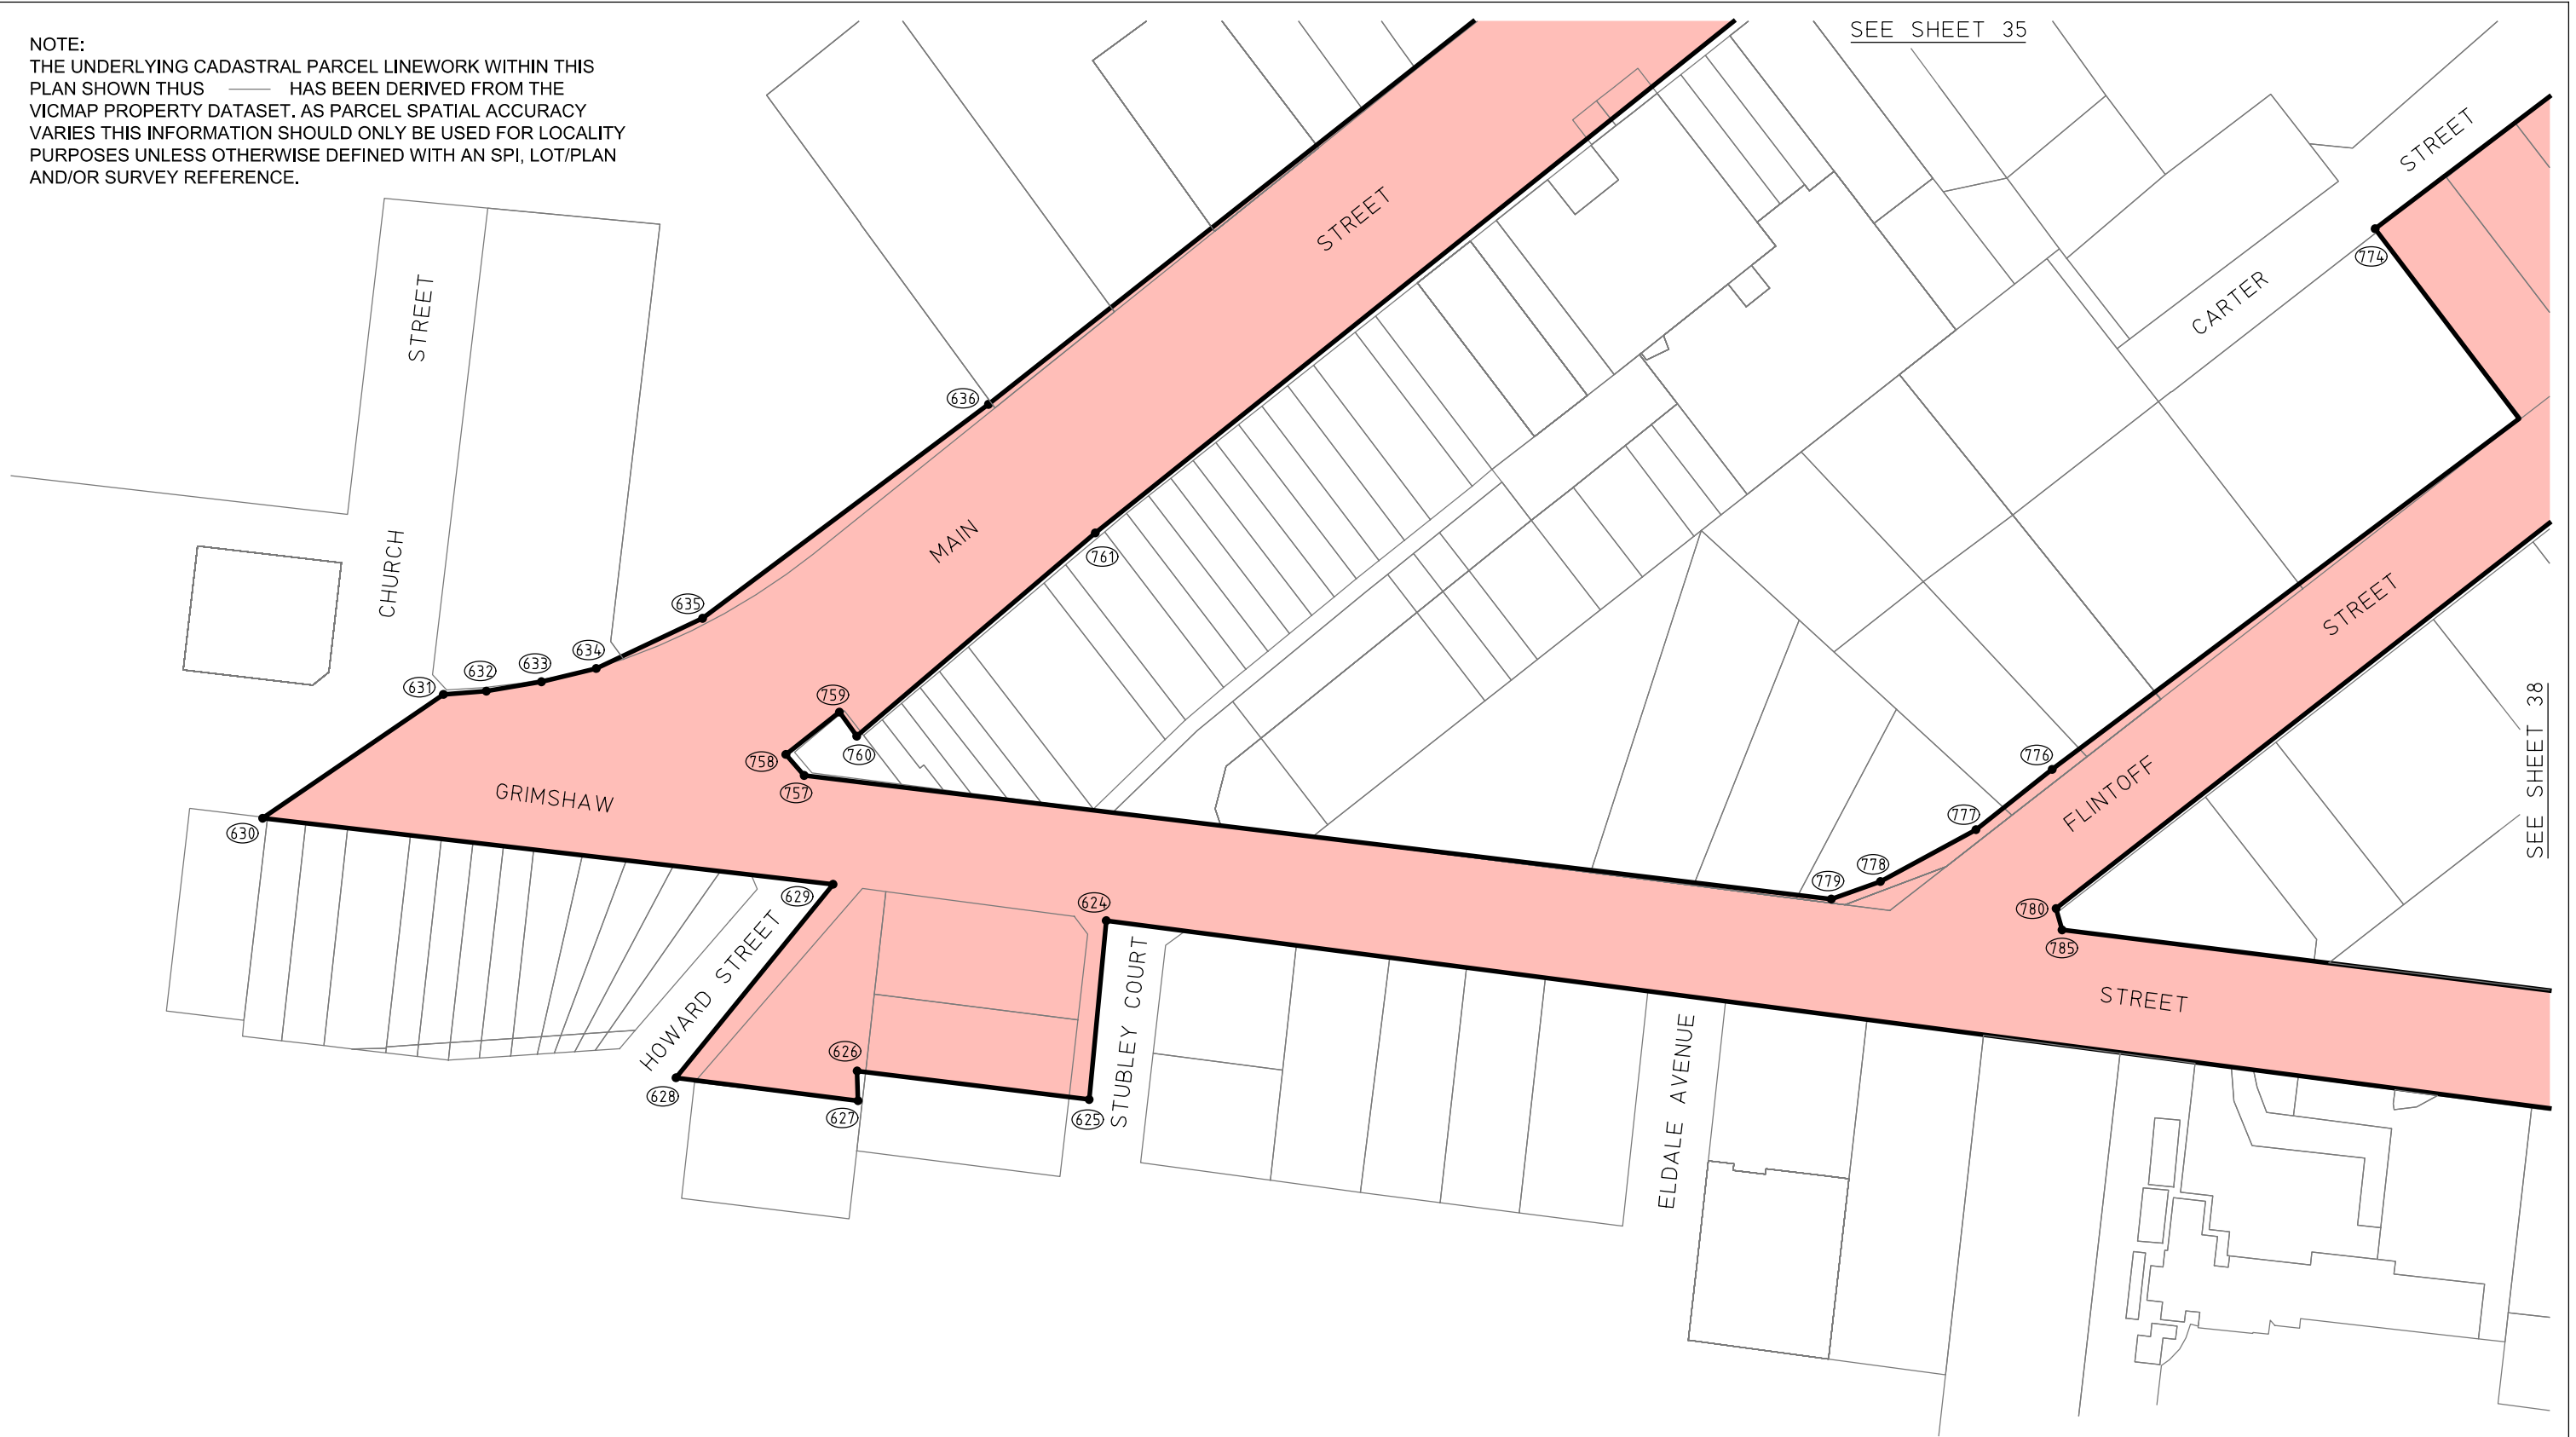 NOTE:
THE UNDERLYING CADASTRAL PARCEL LINEWORK WITHIN THIS
PLAN SHOWN THUS —— HAS BEEN DERIVED FROM THE
VICMAP PROPERTY DATASET. AS PARCEL SPATIAL ACCURACY
VARIES THIS INFORMATION SHOULD ONLY BE USED FOR LOCALITY
PURPOSES UNLESS OTHERWISE DEFINED WITH AN SPI, LOT/PLAN
AND/OR SURVEY REFERENCE.
SEE SHEET 35
CARTER STREET
774
MAIN STREET
CHURCH STREET
636
761
635
634
633
632
631
630
759
760
758
757
GRIMSHAW STREET
629
624
HOWARD STREET
STUBLEY COURT
626
628
627
625
ELDALE AVENUE
776
777
778
779
780
785
FLINTOFF STREET
SEE SHEET 38